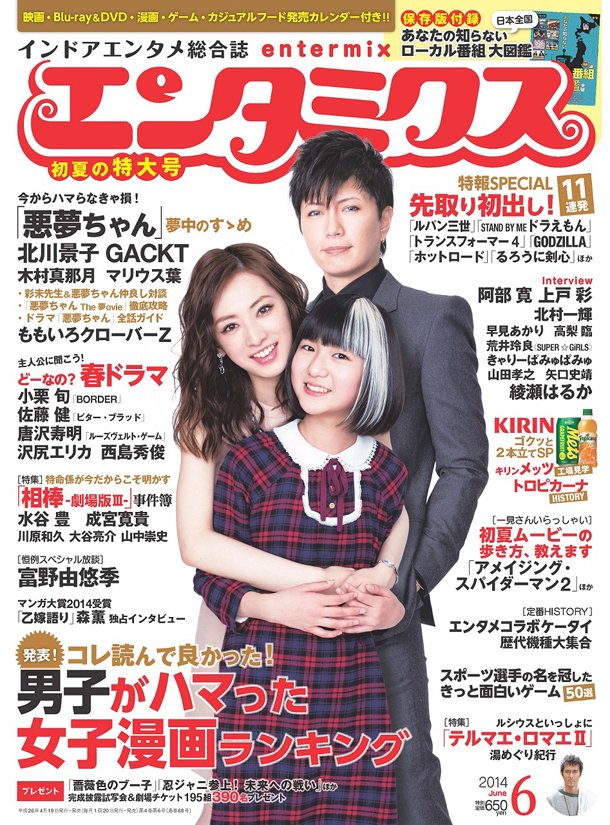 映画・Blu-ray&DVD・漫画・ゲーム・カジュアルフード発売カレンダー付き!!
保存版付録
日本全国
あなたの知らない
ローカル番組 大図鑑
インドアエンタメ総合誌 entermix
エンタミクス
初夏の特大号
今からハマらなきゃ損!
「悪夢ちゃん」夢中のすゝめ
北川景子 GACKT
木村真那月 マリウス葉
・彩未先生&悪夢ちゃん仲良し対談
・「悪夢ちゃん The 夢ovie」徹底攻略
・ドラマ「悪夢ちゃん」全話ガイド
ももいろクローバーZ
主人公に聞こう!
どーなの? 春ドラマ
小栗 旬「BORDER」
佐藤 健「ビター・ブラッド」
唐沢寿明「ルーズヴェルト・ゲーム」
沢尻エリカ 西島秀俊
[特集] 特命係が今だからこそ明かす
「相棒-劇場版III-」事件簿
水谷 豊 成宮寛貴
川原和久 大谷亮介 山中崇史
[恒例スペシャル放談]
富野由悠季
マンガ大賞2014受賞
「乙嫁語り」森 薫 独占インタビュー
発表! コレ読んで良かった!
男子がハマった
女子漫画ランキング
プレゼント
「薔薇色のブー子」「忍ジャニ参上! 未来への戦い」ほか
完成披露試写会&劇場チケット195組390名プレゼント
特報SPECIAL
先取り初出し!
11連発
「ルパン三世」「STAND BY ME ドラえもん」
「トランスフォーマー4」「GODZILLA」
「ホットロード」「るろうに剣心」ほか
interview
阿部 寛 上戸 彩
北村一輝
早見あかり 高梨 臨
荒井玲良(SUPER☆GiRLS)
きゃりーぱみゅぱみゅ
山田孝之 矢口史靖
綾瀬はるか
KIRIN
ゴクッと
2本立てSP
キリンメッツ 工場見学
トロピカーナ
HISTORY
[一見さんいらっしゃい]
初夏ムービーの
歩き方、教えます
「アメイジング・
スパイダーマン2」ほか
[定番HISTORY]
エンタメコラボケータイ
歴代機種大集合
スポーツ選手の名を冠した
きっと面白いゲーム 50選
[特集] ルシウスといっしょに
「テルマエ・ロマエII」
湯めぐり紀行
2014
June 6
特別定価650yen